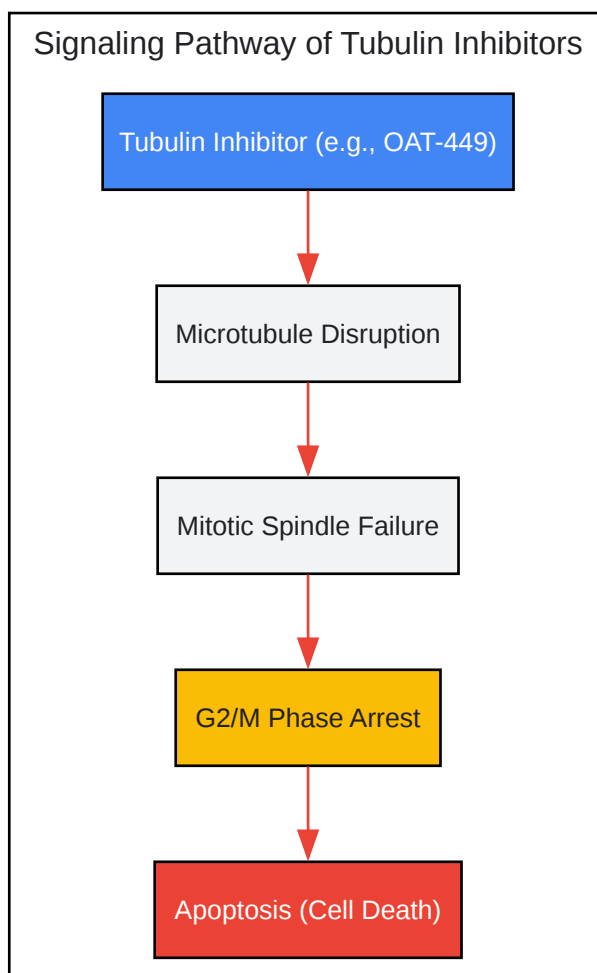 Signaling Pathway of Tubulin Inhibitors
Tubulin Inhibitor (e.g., OAT-449)
Microtubule Disruption
Mitotic Spindle Failure
G2/M Phase Arrest
Apoptosis (Cell Death)